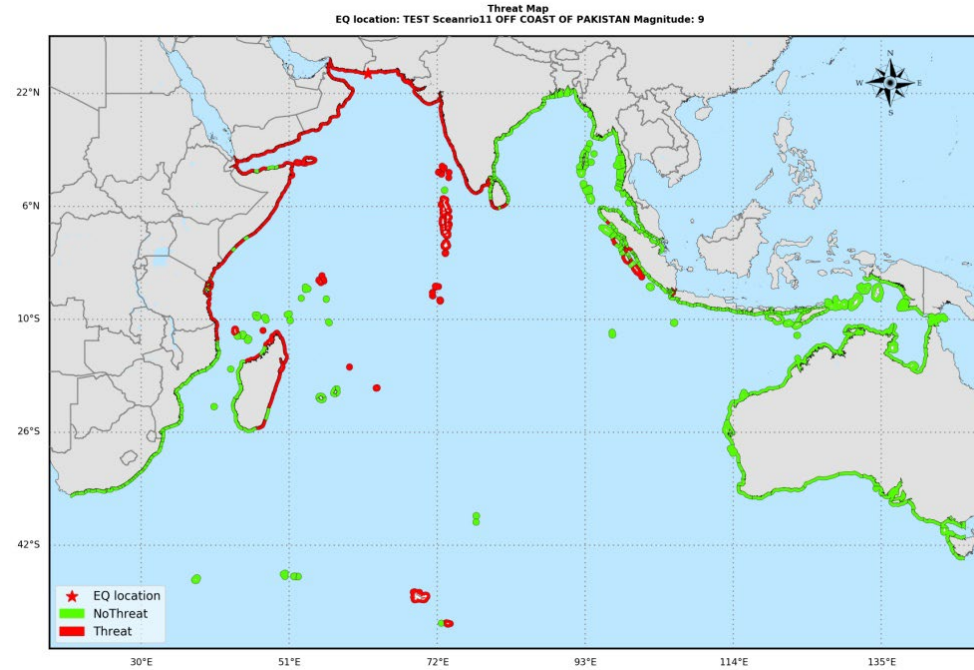 Threat Map
EQ location: TEST Sceanrio11 OFF COAST OF PAKISTAN Magnitude: 9
N
W
E
S
22°N
6°N
10°S
26°S
42°S
EQ location
NoThreat
Threat
30°E
51°E
72°E
93°E
114°E
135°E